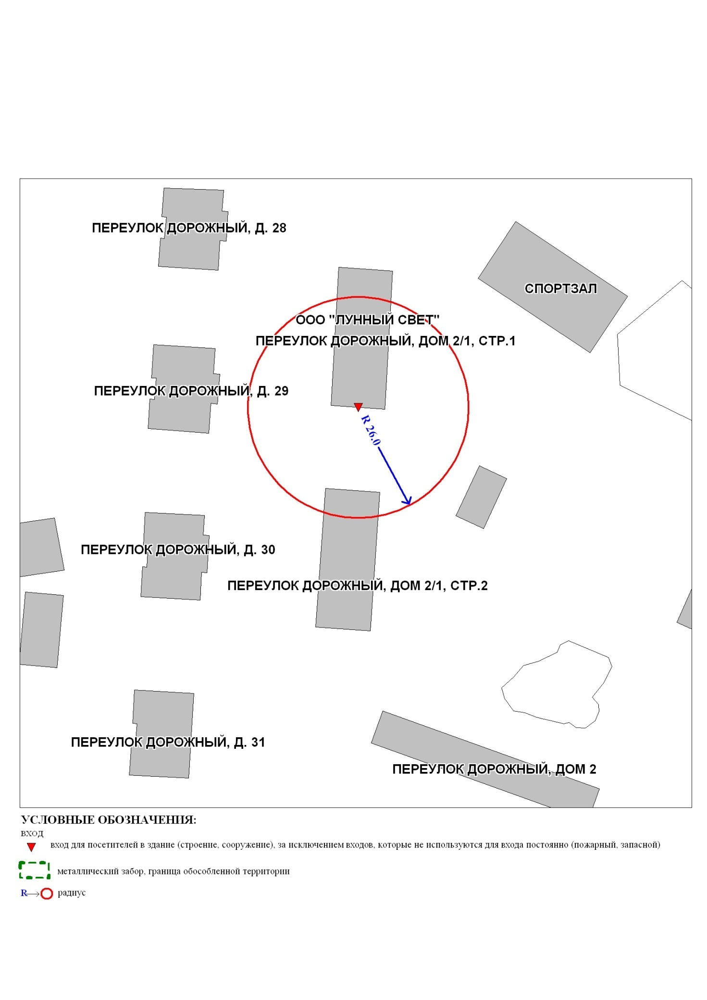 ПЕРЕУЛОК ДОРОЖНЫЙ, Д. 28
СПОРТЗАЛ
ООО "ЛУННЫЙ СВЕТ"
ПЕРЕУЛОК ДОРОЖНЫЙ, ДОМ 2/1, СТР.1
ПЕРЕУЛОК ДОРОЖНЫЙ, Д. 29
R 26.0
ПЕРЕУЛОК ДОРОЖНЫЙ, Д. 30
ПЕРЕУЛОК ДОРОЖНЫЙ, ДОМ 2/1, СТР.2
ПЕРЕУЛОК ДОРОЖНЫЙ, Д. 31
ПЕРЕУЛОК ДОРОЖНЫЙ, ДОМ 2
УСЛОВНЫЕ ОБОЗНАЧЕНИЯ:
ВХОД
вход для посетителей в здание (строение, сооружение), за исключением входов, которые не используются для входа постоянно (пожарный, запасной)
металлический забор, граница обособленной территории
R радиус